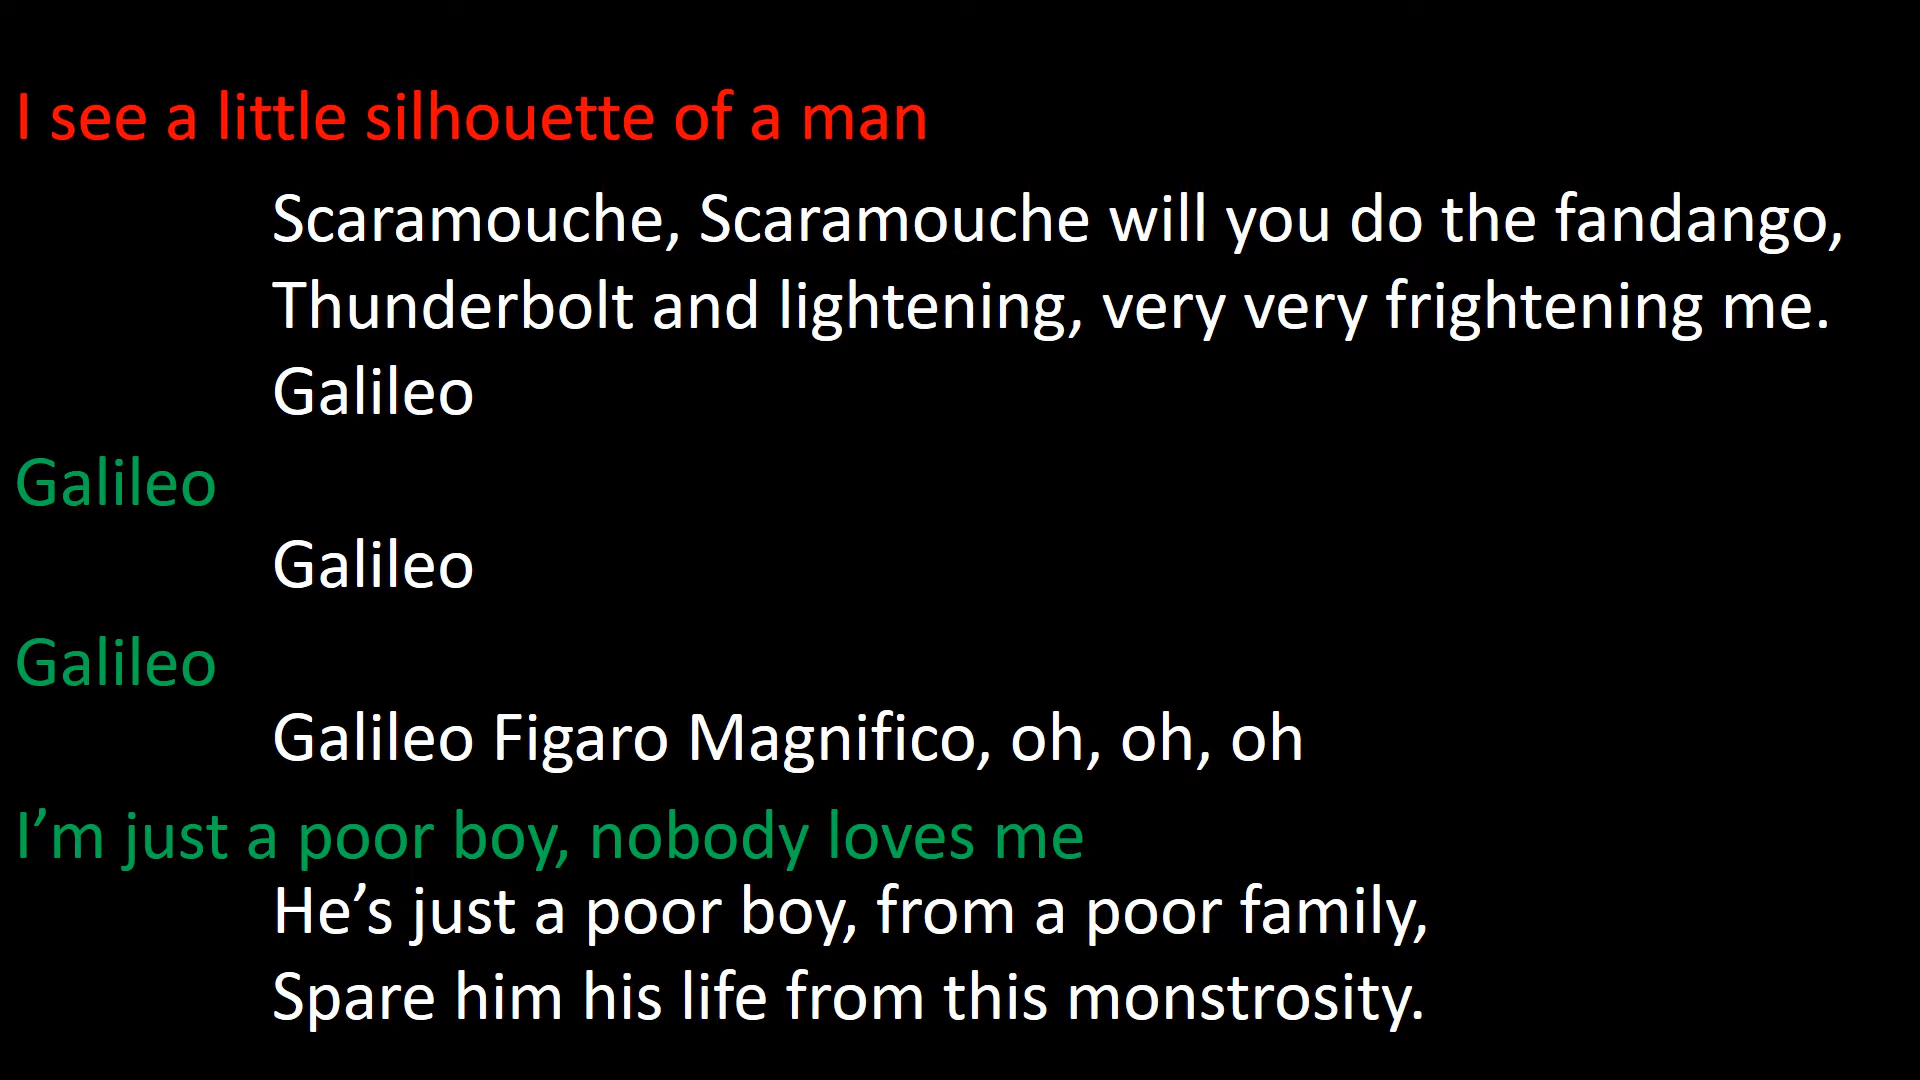 I see a little silhouette of a man
Scaramouche, Scaramouche will you do the fandango,
Thunderbolt and lightening, very very frightening me.
Galileo
Galileo
Galileo
Galileo
Galileo Figaro Magnifico, oh, oh, oh
I’m just a poor boy, nobody loves me
He’s just a poor boy, from a poor family,
Spare him his life from this monstrosity.